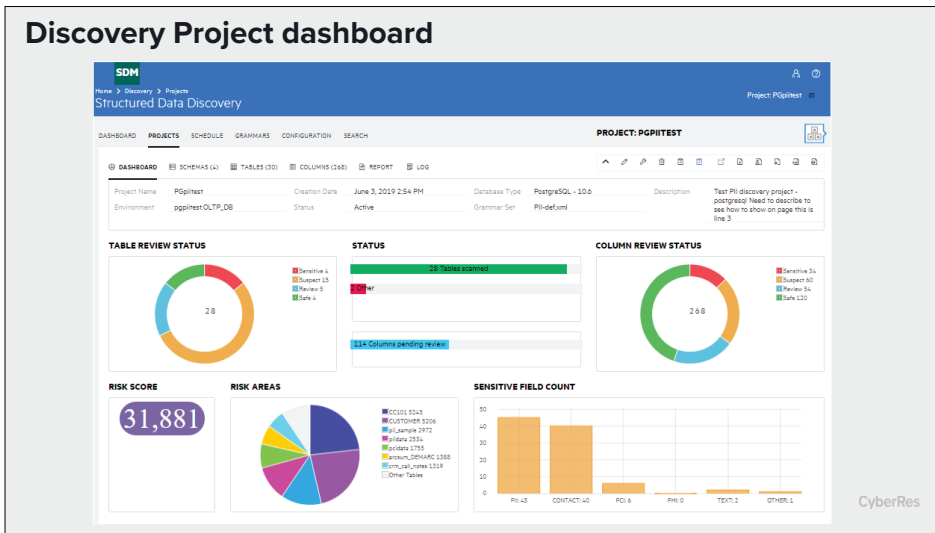 Discovery Project dashboard
SDM
Home > Discovery > Projects
Structured Data Discovery
Project: PGpiitest
DASHBOARD PROJECTS SCHEDULE GRAMMARS CONFIGURATION SEARCH
PROJECT: PGPIITEST
DASHBOARD SCHEMAS (4) TABLES (30) COLUMNS (268) REPORT LOG
Project Name PGpiitest Creation Date June 3, 2019 2:54 PM Database Type PostgreSQL - 10.6 Description Test PII discovery project -
postgresql Need to describe to
Environment pgpiitest.OLTP_DB Status Active Grammar Set PII-def.xml see how to show on page this is
line 3
TABLE REVIEW STATUS
28
Sensitive 4
Suspect 15
Review 5
Safe 4
STATUS
28 Tables scanned
2 Other
114 Columns pending review
COLUMN REVIEW STATUS
268
Sensitive 34
Suspect 60
Review 54
Safe 120
RISK SCORE
31,881
RISK AREAS
CC101 5245
CUSTOMER 5206
pii_sample 2972
piidata 2534
pcidata 1755
arcsum_DEMARC 1388
crm_call_notes 1319
Other Tables
SENSITIVE FIELD COUNT
50
40
30
20
10
0
PII: 45 CONTACT: 40 PCI: 6 PHI: 0 TEXT: 2 OTHER: 1
CyberRes